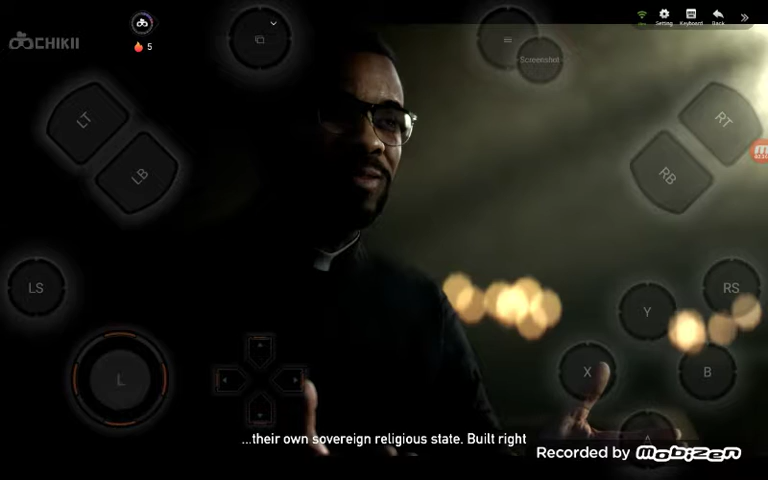 CHIKII
5
Screenshot
Setting
Keyboard
Back
LT
LB
RT
RB
LS
RS
Y
X
B
A
L
...their own sovereign religious state. Built right
Recorded by mobizen